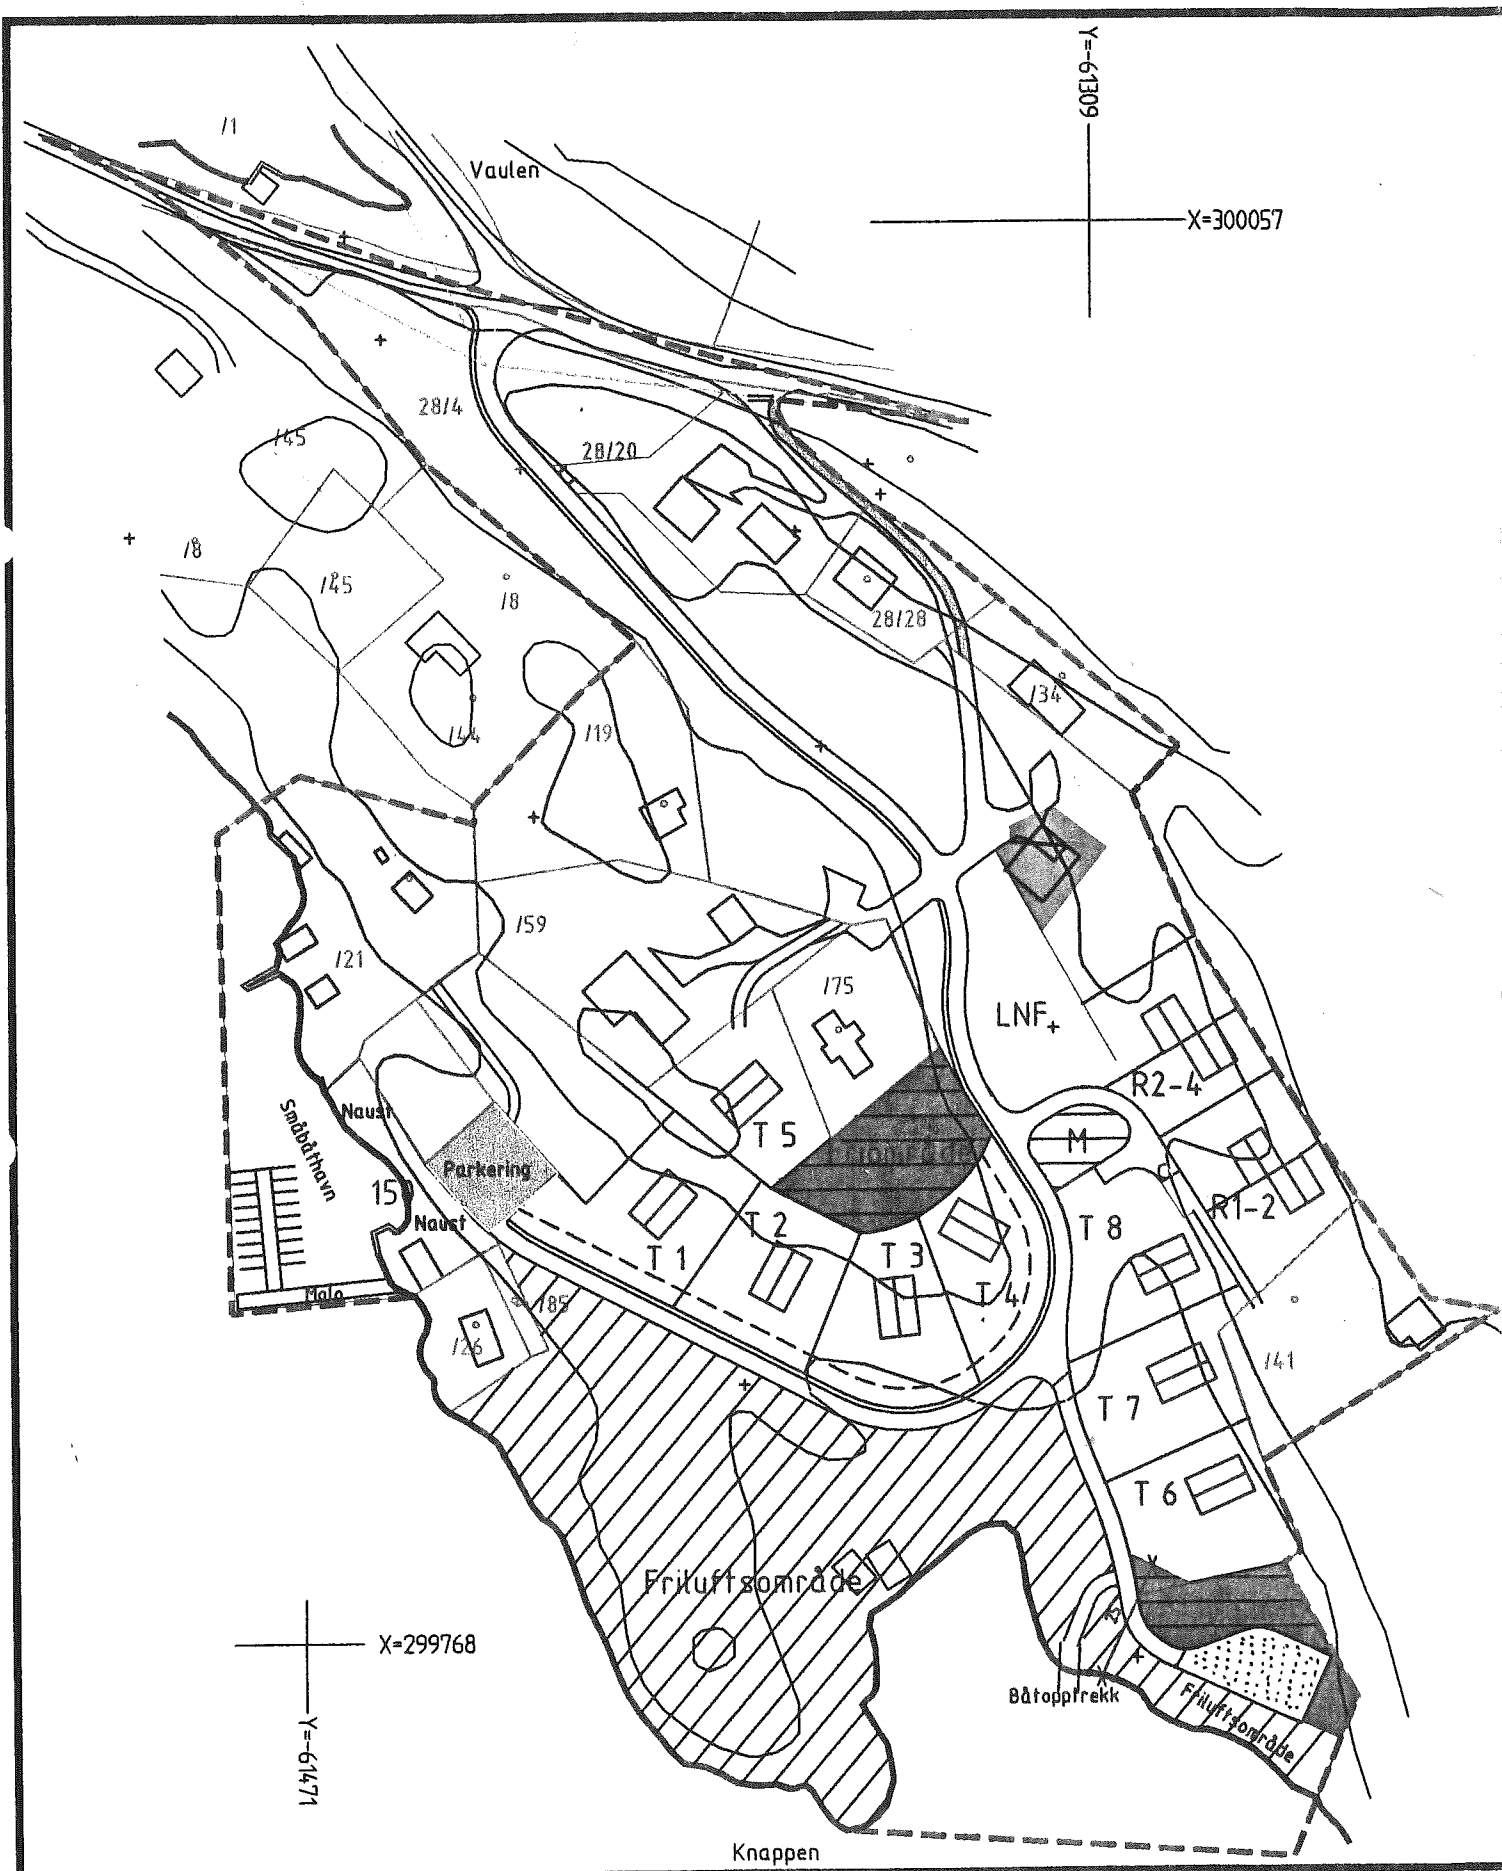 Y=-61309
/1
Vaulen
X=300057
28/4
/45
28/20
/8
/45
/8
28/28
/34
/44
/19
/59
/21
/75
LNF
R2-4
Småbåthavn
Naust
T 5
M
Parkering
15
Naust
T 2
T 8
R1-2
T 1
T 3
T 4
Molo
/85
/26
/41
T 7
T 6
Friluftsområde
X=299768
Båtopptrekk
Friluftsområde
Y=-61471
Knappen